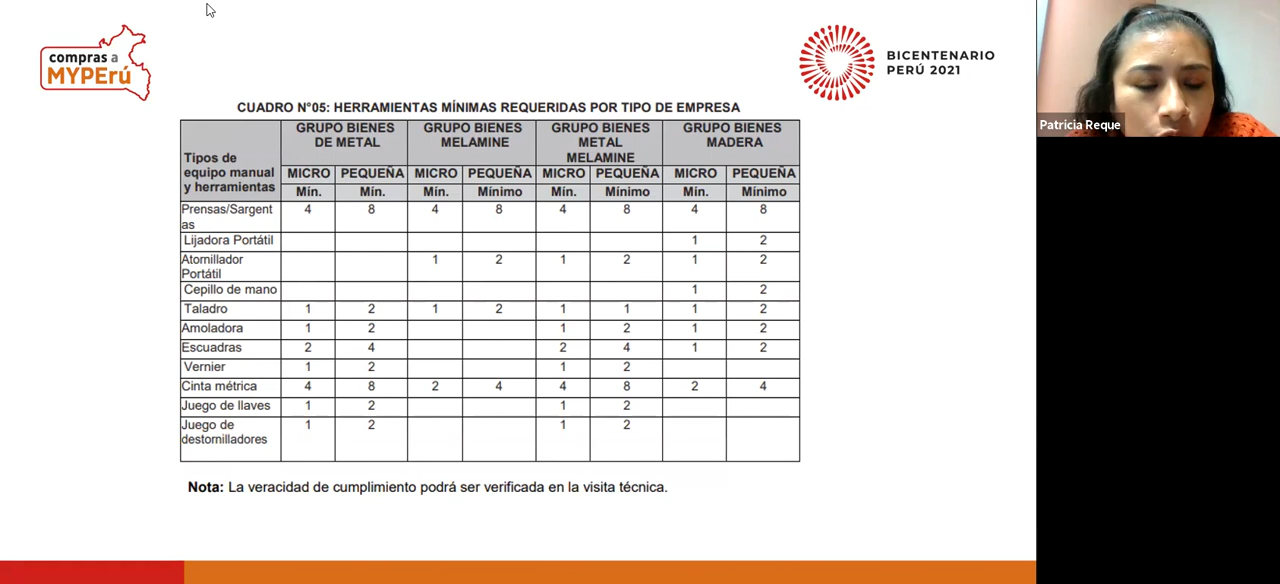 compras a
MYPErú
BICENTENARIO
PERÚ 2021
Patricia Reque
CUADRO N°05: HERRAMIENTAS MÍNIMAS REQUERIDAS POR TIPO DE EMPRESA
Tipos de
equipo manual
y herramientas
GRUPO BIENES
DE METAL
GRUPO BIENES
MELAMINE
GRUPO BIENES
METAL
MELAMINE
GRUPO BIENES
MADERA
MICRO PEQUEÑA MICRO PEQUEÑA MICRO PEQUEÑA MICRO PEQUEÑA
Mín. Mín. Mín. Mínimo Mín. Mínimo Mín. Mínimo
Prensas/Sargent 4 8 4 8 4 8 4 8
as
Lijadora Portátil 1 2
Atornillador 1 2 1 2 1 2
Portátil
Cepillo de mano 1 2
Taladro 1 2 1 2 1 1 1 2
Amoladora 1 2 1 2 1 2
Escuadras 2 4 2 4 1 2
Vernier 1 2 1 2
Cinta métrica 4 8 2 4 4 8 2 4
Juego de llaves 1 2 1 2
Juego de 1 2 1 2
destornilladores
Nota: La veracidad de cumplimiento podrá ser verificada en la visita técnica.